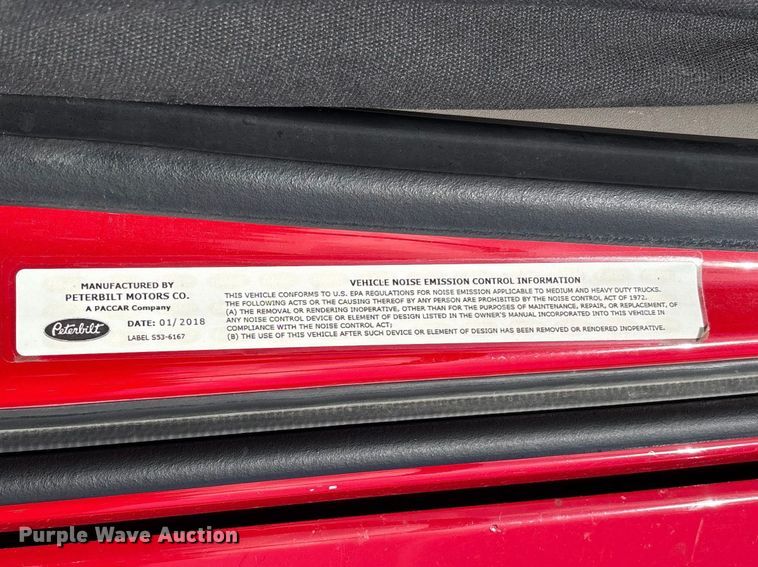 MANUFACTURED BY
PETERBILT MOTORS CO.
A PACCAR Company
Peterbilt
DATE: 01/2018
LABEL S53-6167
VEHICLE NOISE EMISSION CONTROL INFORMATION
THIS VEHICLE CONFORMS TO U.S. EPA REGULATIONS FOR NOISE EMISSION APPLICABLE TO MEDIUM AND HEAVY DUTY TRUCKS.
THE FOLLOWING ACTS OR THE CAUSING THEREOF BY ANY PERSON ARE PROHIBITED BY THE NOISE CONTROL ACT OF 1972.
(A) THE REMOVAL OR RENDERING INOPERATIVE, OTHER THAN FOR THE PURPOSES OF MAINTENANCE, REPAIR, OR REPLACEMENT, OF
ANY NOISE CONTROL DEVICE OR ELEMENT OF DESIGN LISTED IN THE OWNER'S MANUAL INCORPORATED INTO THIS VEHICLE IN
COMPLIANCE WITH THE NOISE CONTROL ACT;
(B) THE USE OF THIS VEHICLE AFTER SUCH DEVICE OR ELEMENT OF DESIGN HAS BEEN REMOVED OR RENDERED INOPERATIVE.
Purple Wave Auction